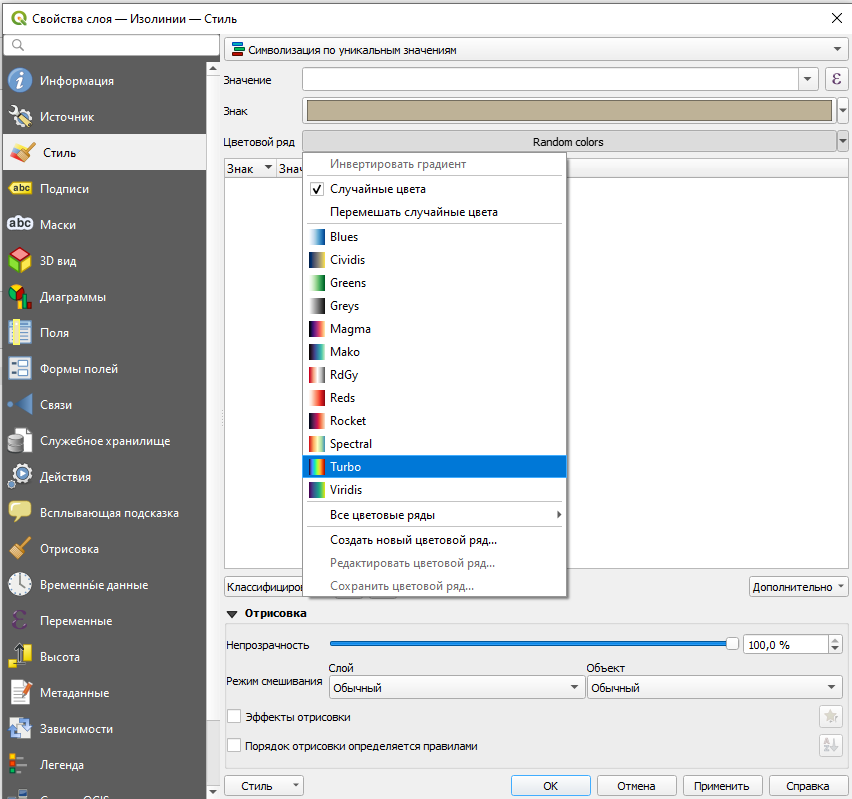 Свойства слоя — Изолинии — Стиль
Информация
Источник
Стиль
Подписи
Маски
3D вид
Диаграммы
Поля
Формы полей
Связи
Служебное хранилище
Действия
Всплывающая подсказка
Отрисовка
Временны́е данные
Переменные
Высота
Метаданные
Зависимости
Легенда
Символизация по уникальным значениям
Значение
Знак
Цветовой ряд Random colors
Знак
Инвертировать градиент
Случайные цвета
Перемешать случайные цвета
Blues
Cividis
Greens
Greys
Magma
Mako
RdGy
Reds
Rocket
Spectral
Turbo
Viridis
Все цветовые ряды
Создать новый цветовой ряд...
Редактировать цветовой ряд...
Сохранить цветовой ряд...
Классифициров
Дополнительно
Отрисовка
Непрозрачность 100,0 %
Слой Объект
Режим смешивания Обычный Обычный
Эффекты отрисовки
Порядок отрисовки определяется правилами
Стиль OK Отмена Применить Справка